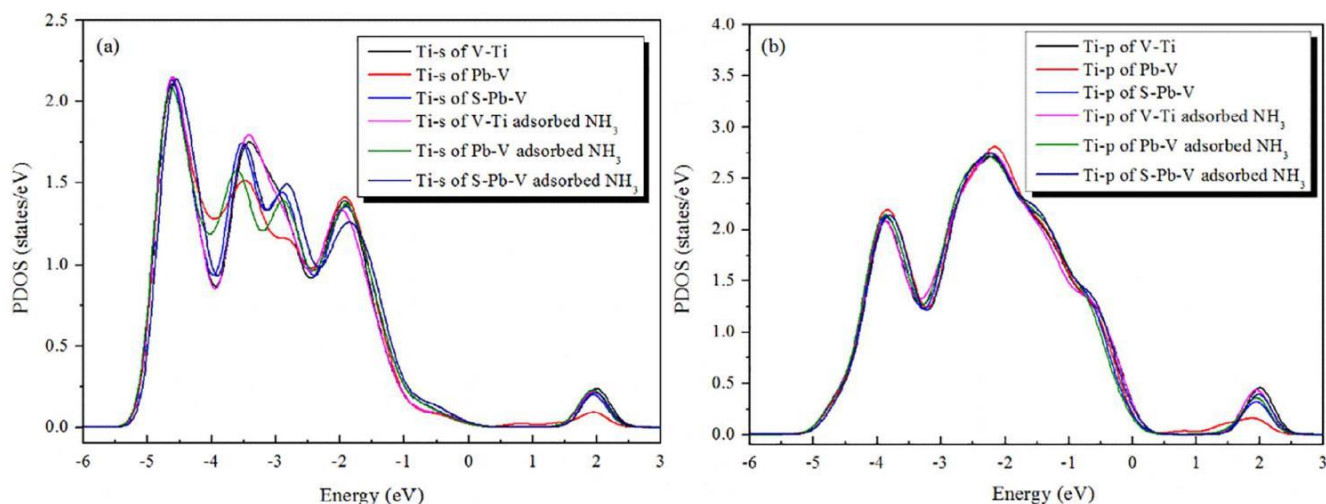 (a)
Ti-s of V-Ti
Ti-s of Pb-V
Ti-s of S-Pb-V
Ti-s of V-Ti adsorbed NH3
Ti-s of Pb-V adsorbed NH3
Ti-s of S-Pb-V adsorbed NH3
PDOS (states/eV)
2.5
2.0
1.5
1.0
0.5
0.0
-6 -5 -4 -3 -2 -1 0 1 2 3
Energy (eV)
(b)
Ti-p of V-Ti
Ti-p of Pb-V
Ti-p of S-Pb-V
Ti-p of V-Ti adsorbed NH3
Ti-p of Pb-V adsorbed NH3
Ti-p of S-Pb-V adsorbed NH3
PDOS (states/eV)
4.0
3.5
3.0
2.5
2.0
1.5
1.0
0.5
0.0
-6 -5 -4 -3 -2 -1 0 1 2 3
Energy (eV)